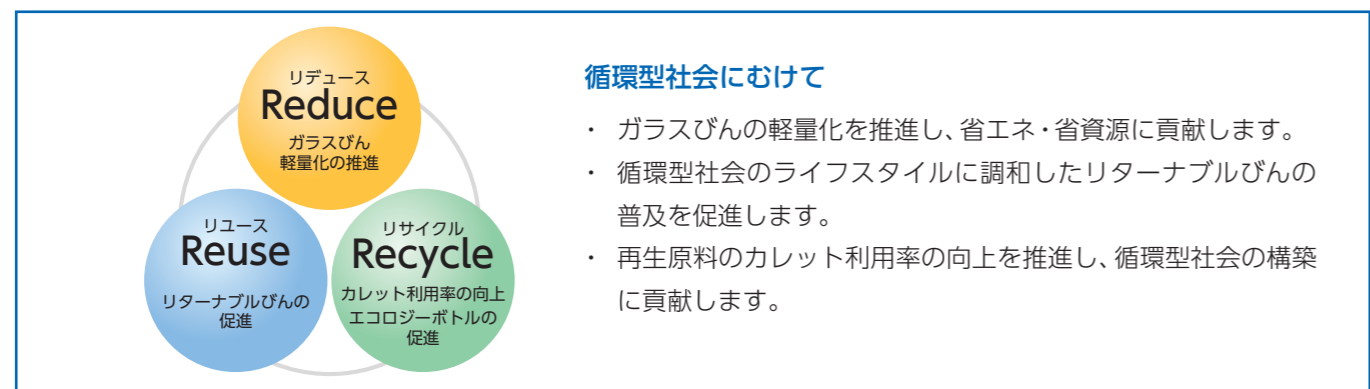 リデュース
Reduce
ガラスびん
軽量化の推進
リユース
Reuse
リターナブルびんの
促進
リサイクル
Recycle
カレット利用率の向上
エコロジーボトルの
促進
循環型社会にむけて
・ ガラスびんの軽量化を推進し、省エネ・省資源に貢献します。
・ 循環型社会のライフスタイルに調和したリターナブルびんの
普及を促進します。
・ 再生原料のカレット利用率の向上を推進し、循環型社会の構築
に貢献します。